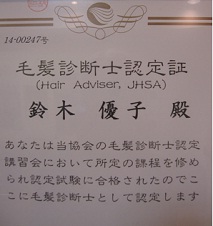 14-00247号
毛髪診断士認定証
(Hair Adviser, JHSA)
鈴木 優子 殿
あなたは当協会の毛髪診断士認定
講習会において所定の課程を修め
られ認定試験に合格されたのでこ
こに毛髪診断士として認定します